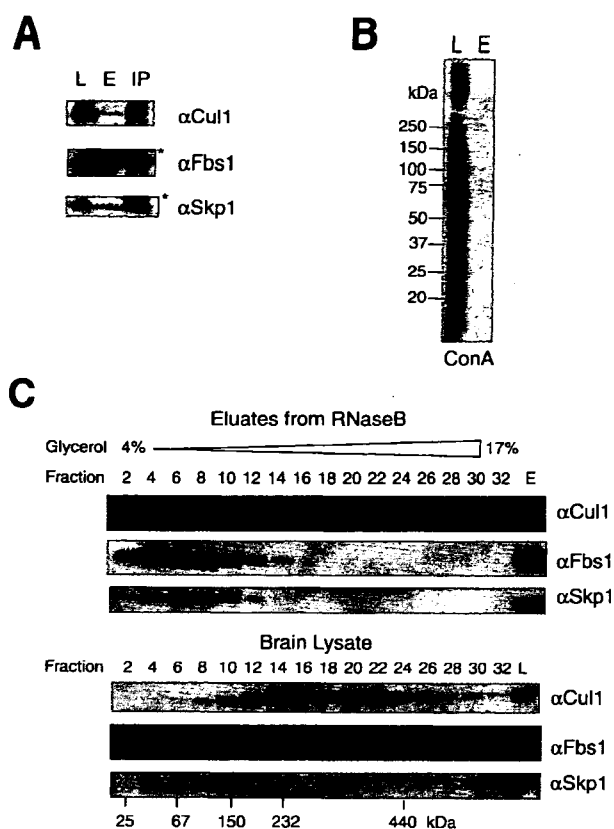 A
L E IP
αCul1
* αFbs1
* αSkp1
B
L E
kDa
250
150
100
75
50
37
25
20
ConA
C
Eluates from RNaseB
Glycerol 4% 17%
Fraction 2 4 6 8 10 12 14 16 18 20 22 24 26 28 30 32 E
αCul1
αFbs1
αSkp1
Brain Lysate
Fraction 2 4 6 8 10 12 14 18 20 22 24 26 28 30 32 L
αCul1
αFbs1
αSkp1
25 67 150 232 440 kDa